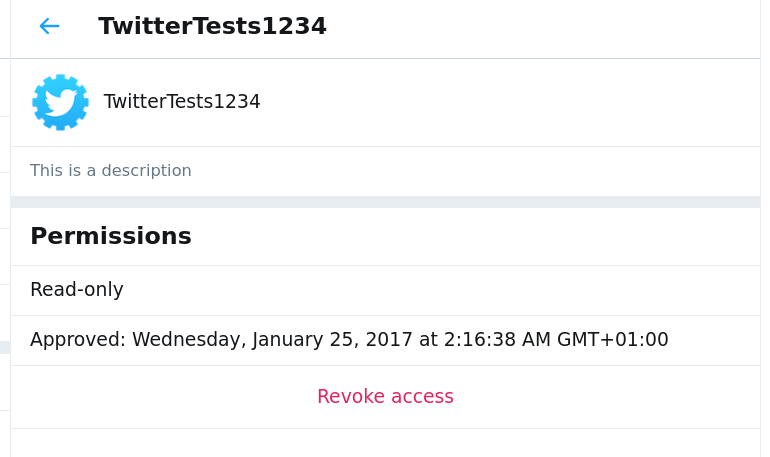 TwitterTests1234
TwitterTests1234
This is a description
Permissions
Read-only
Approved: Wednesday, January 25, 2017 at 2:16:38 AM GMT+01:00
Revoke access